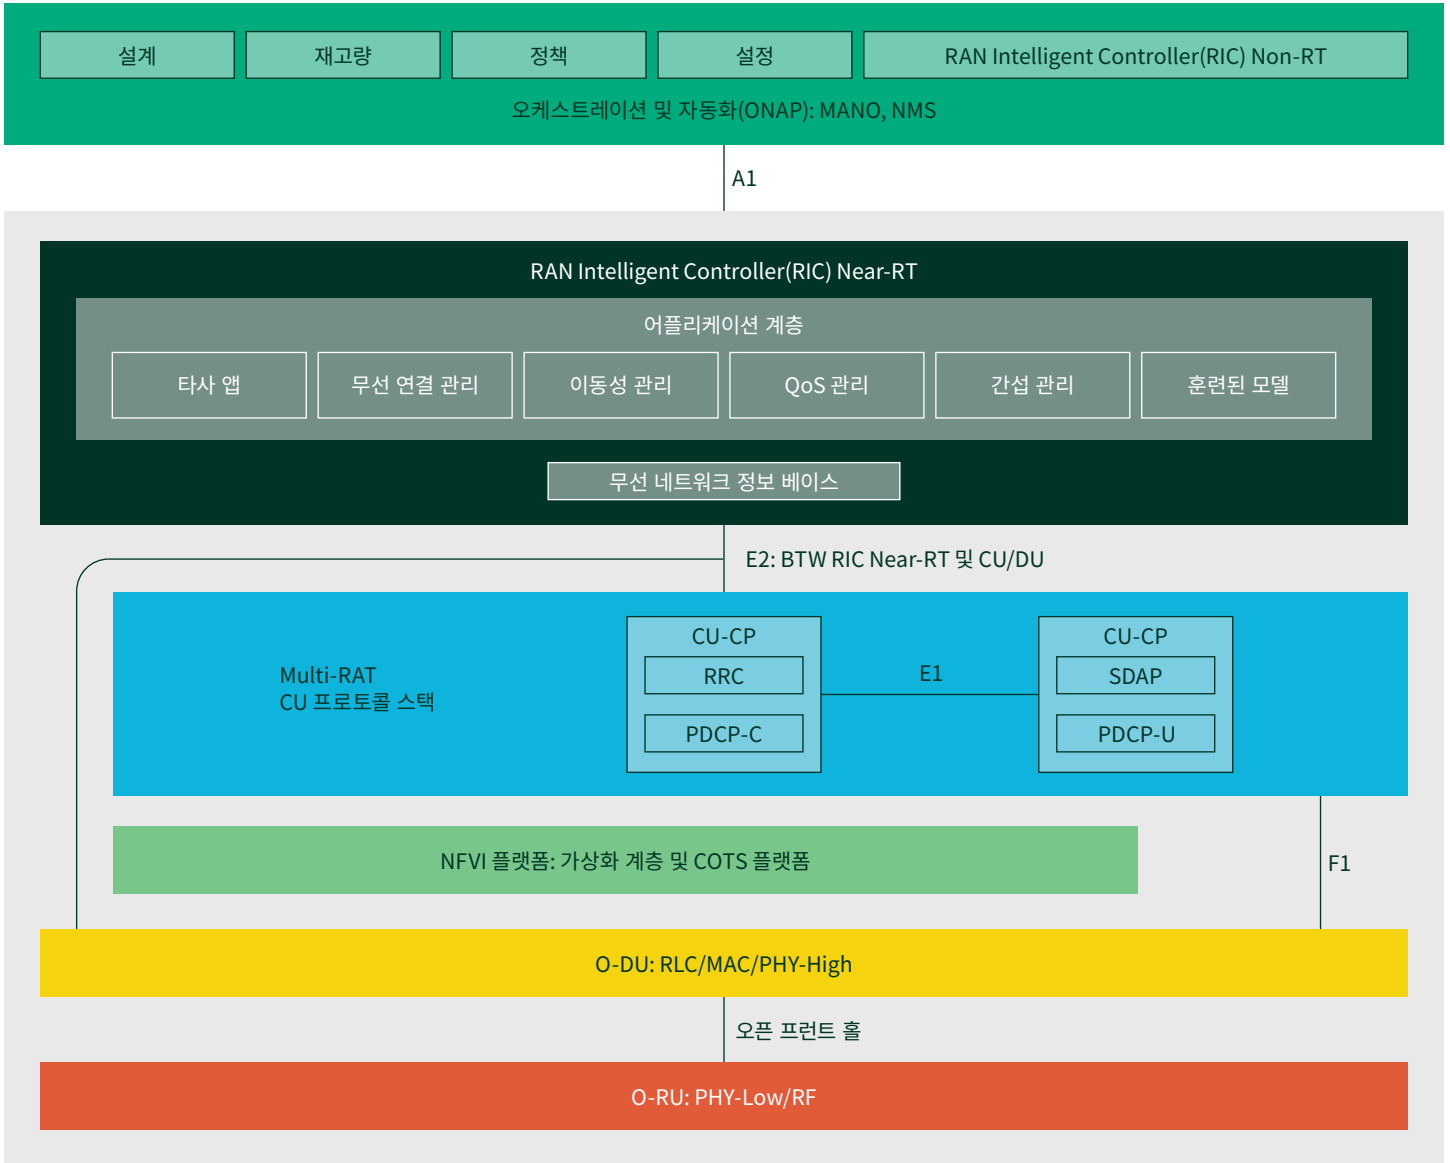 설계
재고량
정책
설정
RAN Intelligent Controller(RIC) Non-RT
오케스트레이션 및 자동화(ONAP): MANO, NMS
A1
RAN Intelligent Controller(RIC) Near-RT
어플리케이션 계층
타사 앱
무선 연결 관리
이동성 관리
QoS 관리
간섭 관리
훈련된 모델
무선 네트워크 정보 베이스
E2: BTW RIC Near-RT 및 CU/DU
Multi-RAT
CU 프로토콜 스택
CU-CP
RRC
PDCP-C
E1
CU-CP
SDAP
PDCP-U
NFVI 플랫폼: 가상화 계층 및 COTS 플랫폼
F1
O-DU: RLC/MAC/PHY-High
오픈 프런트 홀
O-RU: PHY-Low/RF